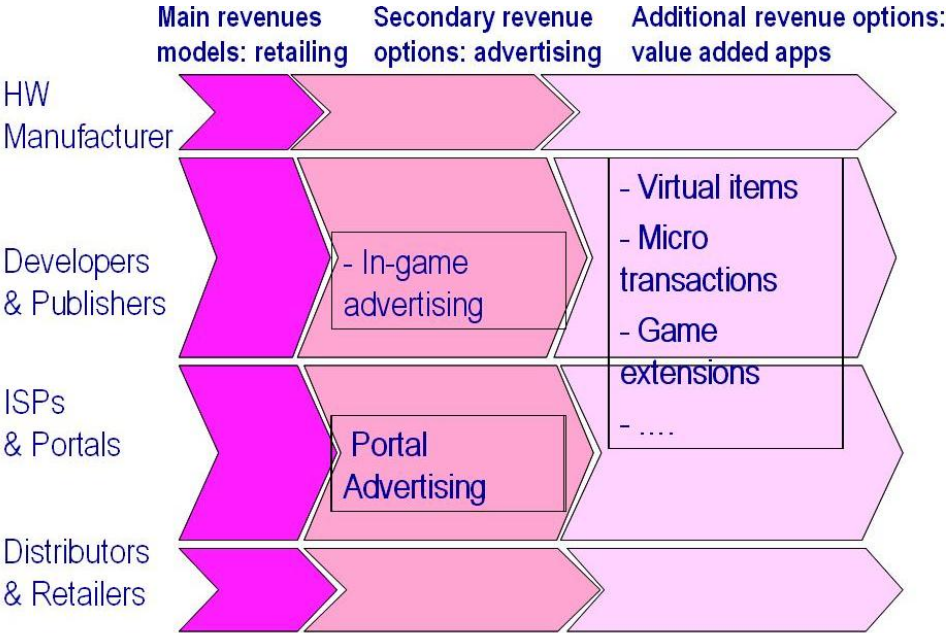 Main revenues
models: retailing
Secondary revenue
options: advertising
Additional revenue options:
value added apps
HW
Manufacturer
Developers
& Publishers
- In-game
advertising
- Virtual items
- Micro
transactions
- Game
extensions
- ....
ISPs
& Portals
Portal
Advertising
Distributors
& Retailers